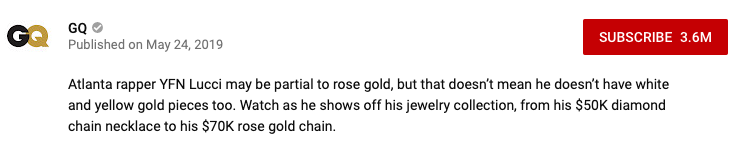 GQ GQ
Published on May 24, 2019
SUBSCRIBE 3.6M
Atlanta rapper YFN Lucci may be partial to rose gold, but that doesn’t mean he doesn’t have white
and yellow gold pieces too. Watch as he shows off his jewelry collection, from his $50K diamond
chain necklace to his $70K rose gold chain.